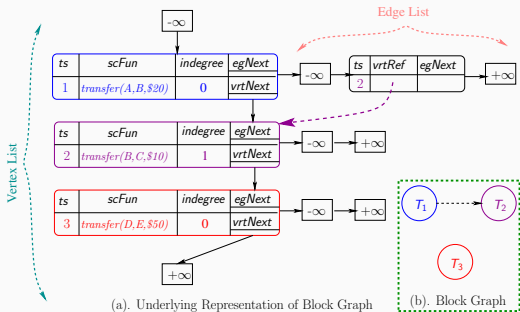 Edge List
-∞
ts scFun indegree egNext
vrtNext
1 transfer(A,B,$20) 0
-∞
ts vrtRef egNext
2
+∞
ts scFun indegree egNext
vrtNext
2 transfer(B,C,$10) 1
-∞
+∞
ts scFun indegree egNext
vrtNext
3 transfer(D,E,$50) 0
-∞
+∞
+∞
Vertex List
T1
T2
T3
(a). Underlying Representation of Block Graph
(b). Block Graph